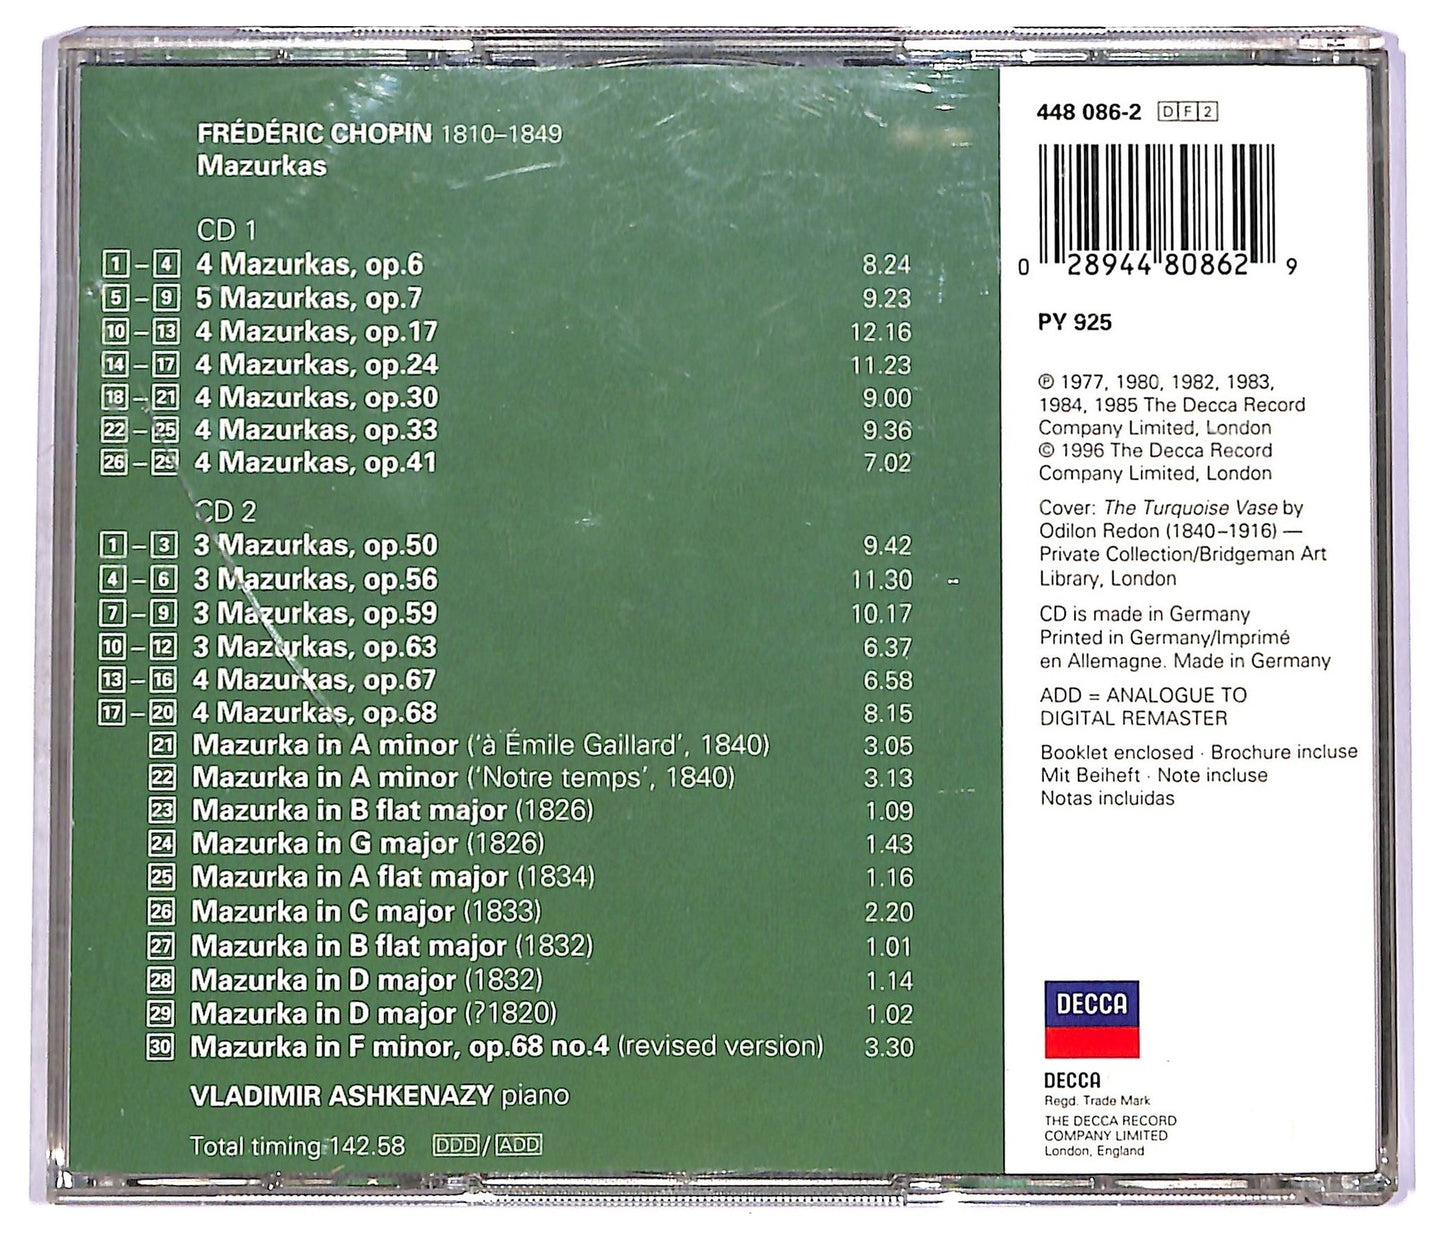 FRÉDÉRIC CHOPIN 1810–1849
Mazurkas
CD 1
1 – 4 4 Mazurkas, op.6 8.24
5 – 9 5 Mazurkas, op.7 9.23
10 – 13 4 Mazurkas, op.17 12.16
14 – 17 4 Mazurkas, op.24 11.23
18 – 21 4 Mazurkas, op.30 9.00
22 – 25 4 Mazurkas, op.33 9.36
26 – 29 4 Mazurkas, op.41 7.02
CD 2
1 – 3 3 Mazurkas, op.50 9.42
4 – 6 3 Mazurkas, op.56 11.30
7 – 9 3 Mazurkas, op.59 10.17
10 – 12 3 Mazurkas, op.63 6.37
13 – 16 4 Mazurkas, op.67 6.58
17 – 20 4 Mazurkas, op.68 8.15
21 Mazurka in A minor (‘à Émile Gaillard’, 1840) 3.05
22 Mazurka in A minor (‘Notre temps’, 1840) 3.13
23 Mazurka in B flat major (1826) 1.09
24 Mazurka in G major (1826) 1.43
25 Mazurka in A flat major (1834) 1.16
26 Mazurka in C major (1833) 2.20
27 Mazurka in B flat major (1832) 1.01
28 Mazurka in D major (1832) 1.14
29 Mazurka in D major (?1820) 1.02
30 Mazurka in F minor, op.68 no.4 (revised version) 3.30
VLADIMIR ASHKENAZY piano
Total timing 142.58 DDD/ADD
448 086-2 DF2
0 28944 80862 9
PY 925
℗ 1977, 1980, 1982, 1983,
1984, 1985 The Decca Record
Company Limited, London
© 1996 The Decca Record
Company Limited, London
Cover: The Turquoise Vase by
Odilon Redon (1840–1916) —
Private Collection/Bridgeman Art
Library, London
CD is made in Germany
Printed in Germany/Imprimé
en Allemagne. Made in Germany
ADD = ANALOGUE TO
DIGITAL REMASTER
Booklet enclosed · Brochure incluse
Mit Beiheft · Note incluse
Notas incluidas
DECCA
DECCA
Regd. Trade Mark
THE DECCA RECORD
COMPANY LIMITED
London, England